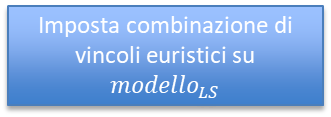 Imposta combinazione di
vincoli euristici su
modello_LS